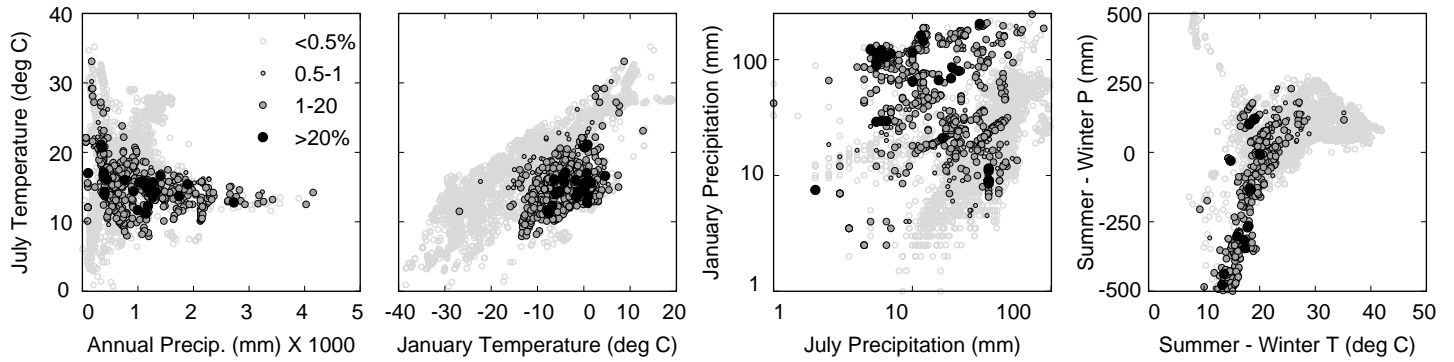 July Temperature (deg C)
40
30
20
10
0
<0.5%
0.5-1
1-20
>20%
0 1 2 3 4 5
Annual Precip. (mm) X 1000
-40 -30 -20 -10 0 10 20
January Temperature (deg C)
January Precipitation (mm)
100
10
1
1 10 100
July Precipitation (mm)
Summer - Winter P (mm)
500
250
0
-250
-500
0 10 20 30 40 50
Summer - Winter T (deg C)